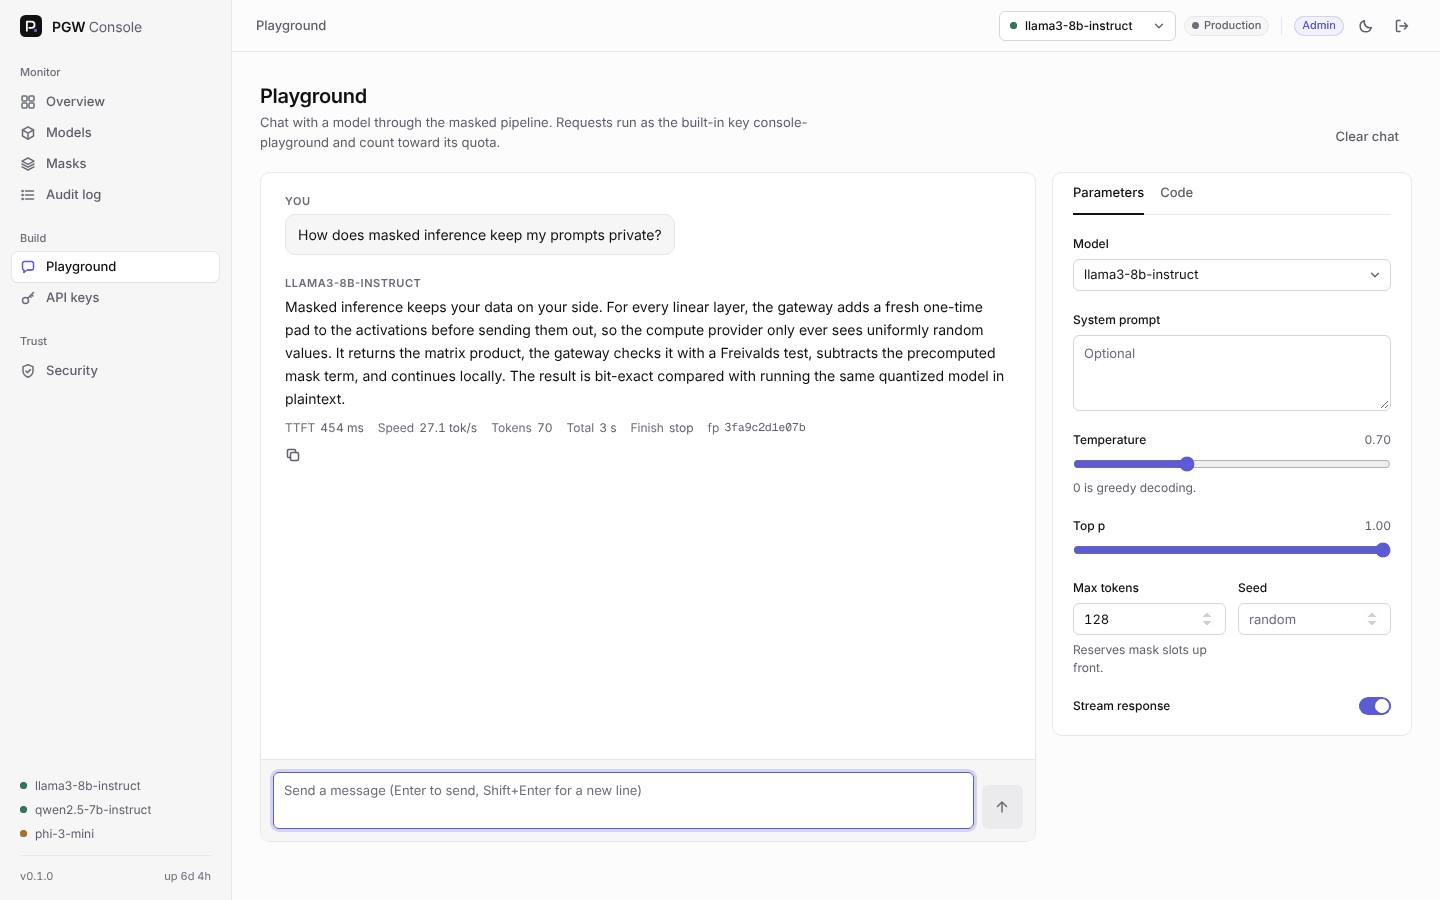 PGW Console
Playground
llama3-8b-instruct
Production
Admin
Monitor
Overview
Models
Masks
Audit log
Build
Playground
API keys
Trust
Security
llama3-8b-instruct
qwen2.5-7b-instruct
phi-3-mini
v0.1.0
up 6d 4h
Playground
Chat with a model through the masked pipeline. Requests run as the built-in key console-
playground and count toward its quota.
Clear chat
YOU
How does masked inference keep my prompts private?
LLAMA3-8B-INSTRUCT
Masked inference keeps your data on your side. For every linear layer, the gateway adds a fresh one-time
pad to the activations before sending them out, so the compute provider only ever sees uniformly random
values. It returns the matrix product, the gateway checks it with a Freivalds test, subtracts the precomputed
mask term, and continues locally. The result is bit-exact compared with running the same quantized model in
plaintext.
TTFT 454 ms Speed 27.1 tok/s Tokens 70 Total 3 s Finish stop fp 3fa9c2d1e07b
Send a message (Enter to send, Shift+Enter for a new line)
Parameters Code
Model
llama3-8b-instruct
System prompt
Optional
Temperature 0.70
0 is greedy decoding.
Top p 1.00
Max tokens Seed
128 random
Reserves mask slots up
front.
Stream response